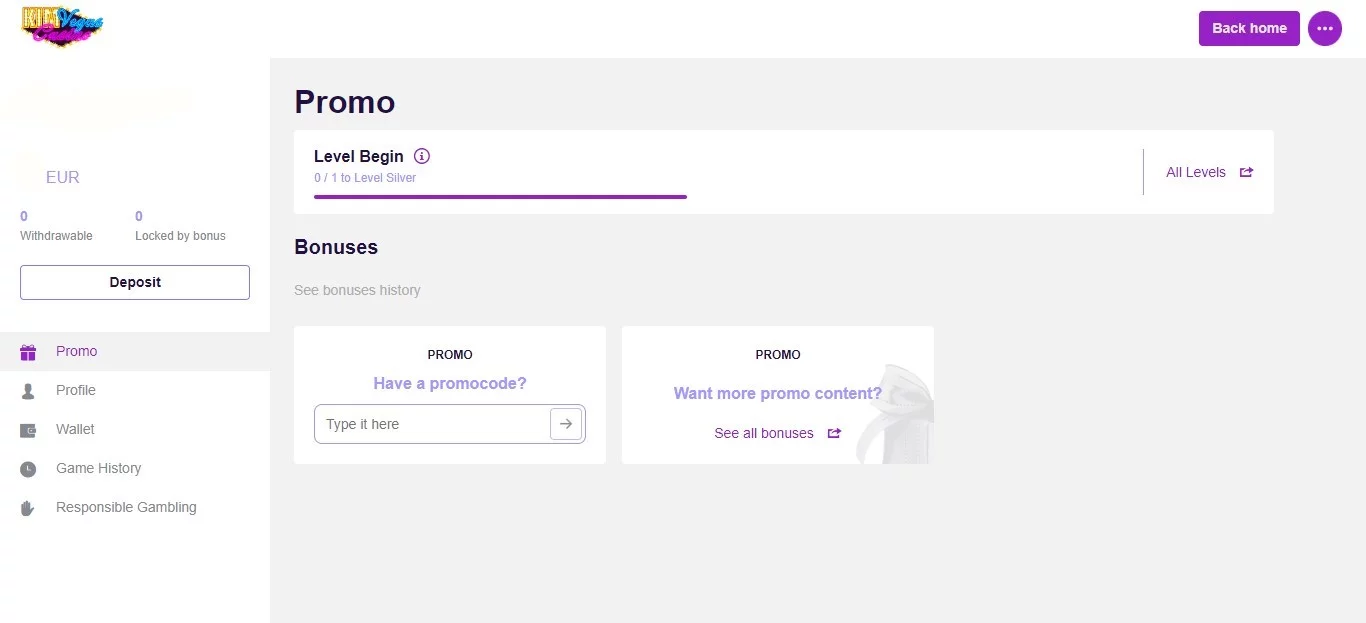 Vegas
Casino
Back home
Promo
Level Begin
0 / 1 to Level Silver
All Levels
EUR
0
0
Withdrawable
Locked by bonus
Deposit
Bonuses
See bonuses history
PROMO
Have a promocode?
Type it here
PROMO
Want more promo content?
See all bonuses
Promo
Profile
Wallet
Game History
Responsible Gambling